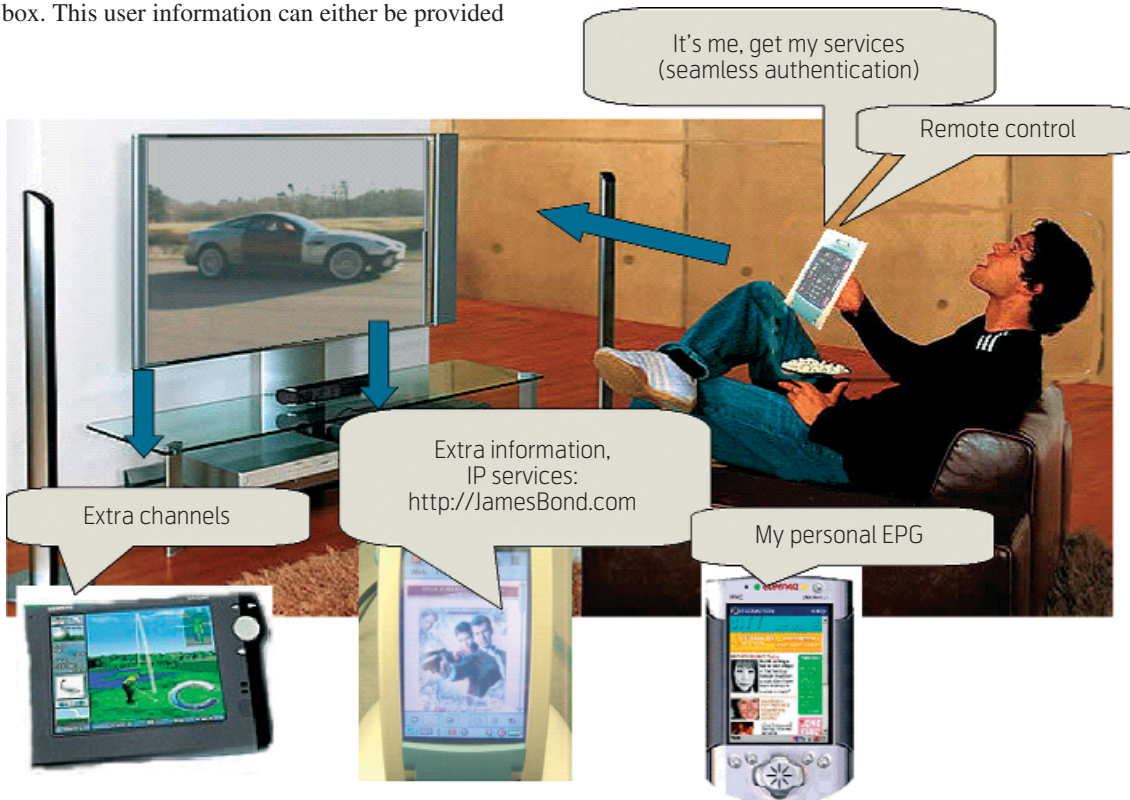 box. This user information can either be provided
It's me, get my services
(seamless authentication)
Remote control
Extra information,
IP services:
http://JamesBond.com
Extra channels
My personal EPG